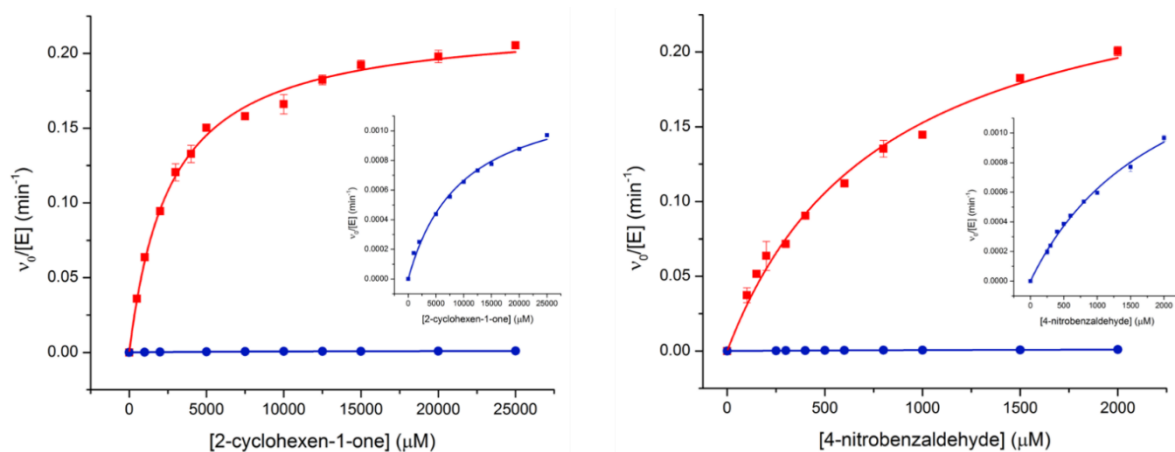 ν₀/[E] (min⁻¹)
0.20
0.15
0.10
0.05
0.00
0 5000 10000 15000 20000 25000
[2-cyclohexen-1-one] (μM)
ν₀/[E] (min⁻¹)
0.0010
0.0008
0.0006
0.0004
0.0002
0.0000
0 5000 10000 15000 20000 25000
[2-cyclohexen-1-one] (μM)
ν₀/[E] (min⁻¹)
0.20
0.15
0.10
0.05
0.00
0 500 1000 1500 2000
[4-nitrobenzaldehyde] (μM)
ν₀/[E] (min⁻¹)
0.0010
0.0008
0.0006
0.0004
0.0002
0.0000
0 500 1000 1500 2000
[4-nitrobenzaldehyde] (μM)